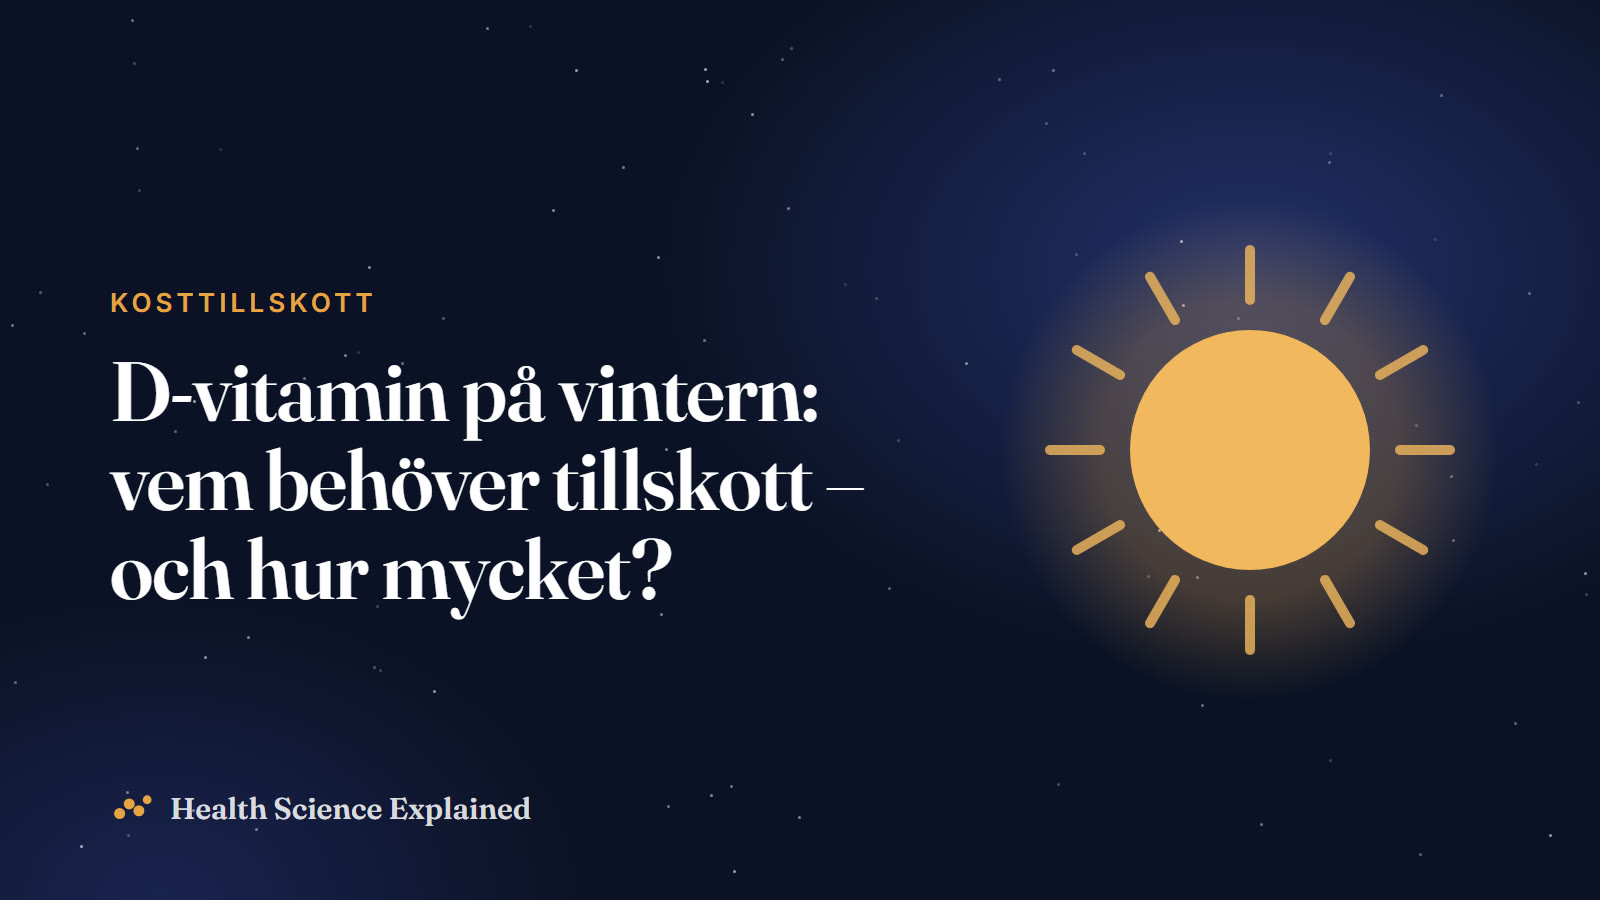 KOSTTILLSKOTT
D-vitamin på vintern:
vem behöver tillskott –
och hur mycket?
Health Science Explained